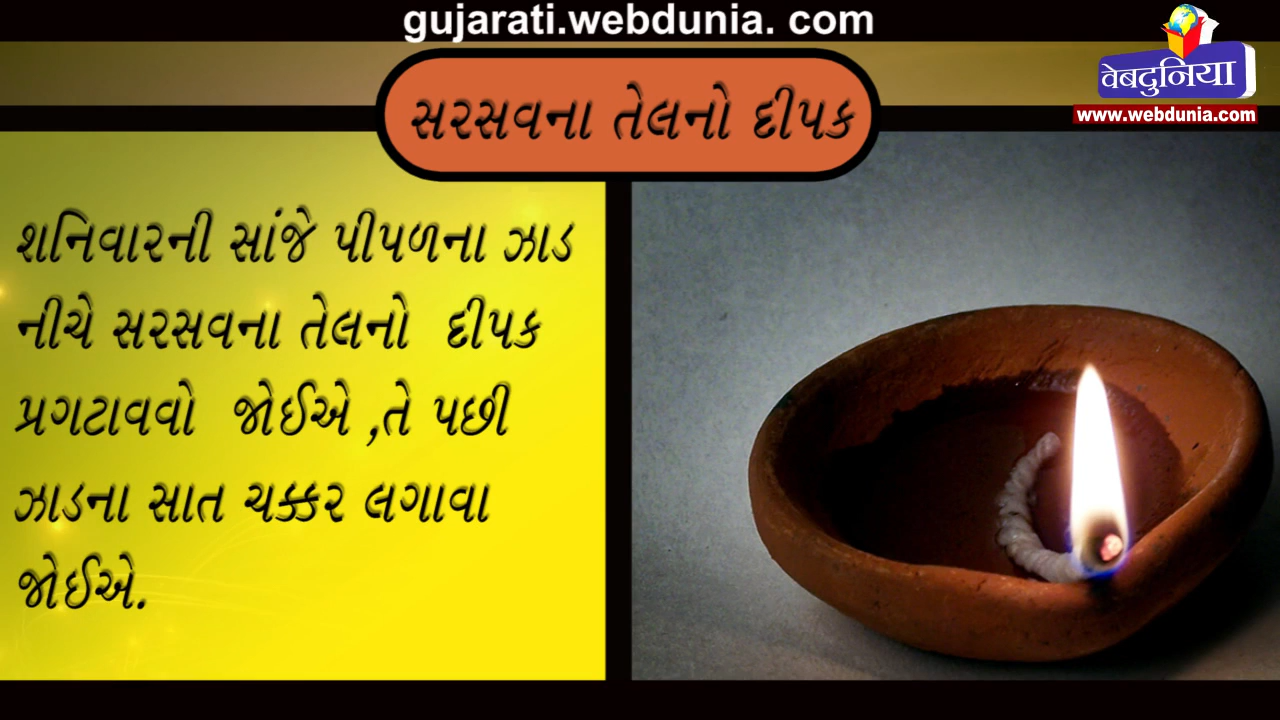 gujarati.webdunia. com
वेबदुनिया
www.webdunia.com
સરસવના તેલનો દીપક
શનિવારની સાંજે પીપળના ઝાડ
નીચે સરસવના તેલનો દીપક
પ્રગટાવવો જોઈએ ,તે પછી
ઝાડના સાત ચક્કર લગાવા
જોઈએ.